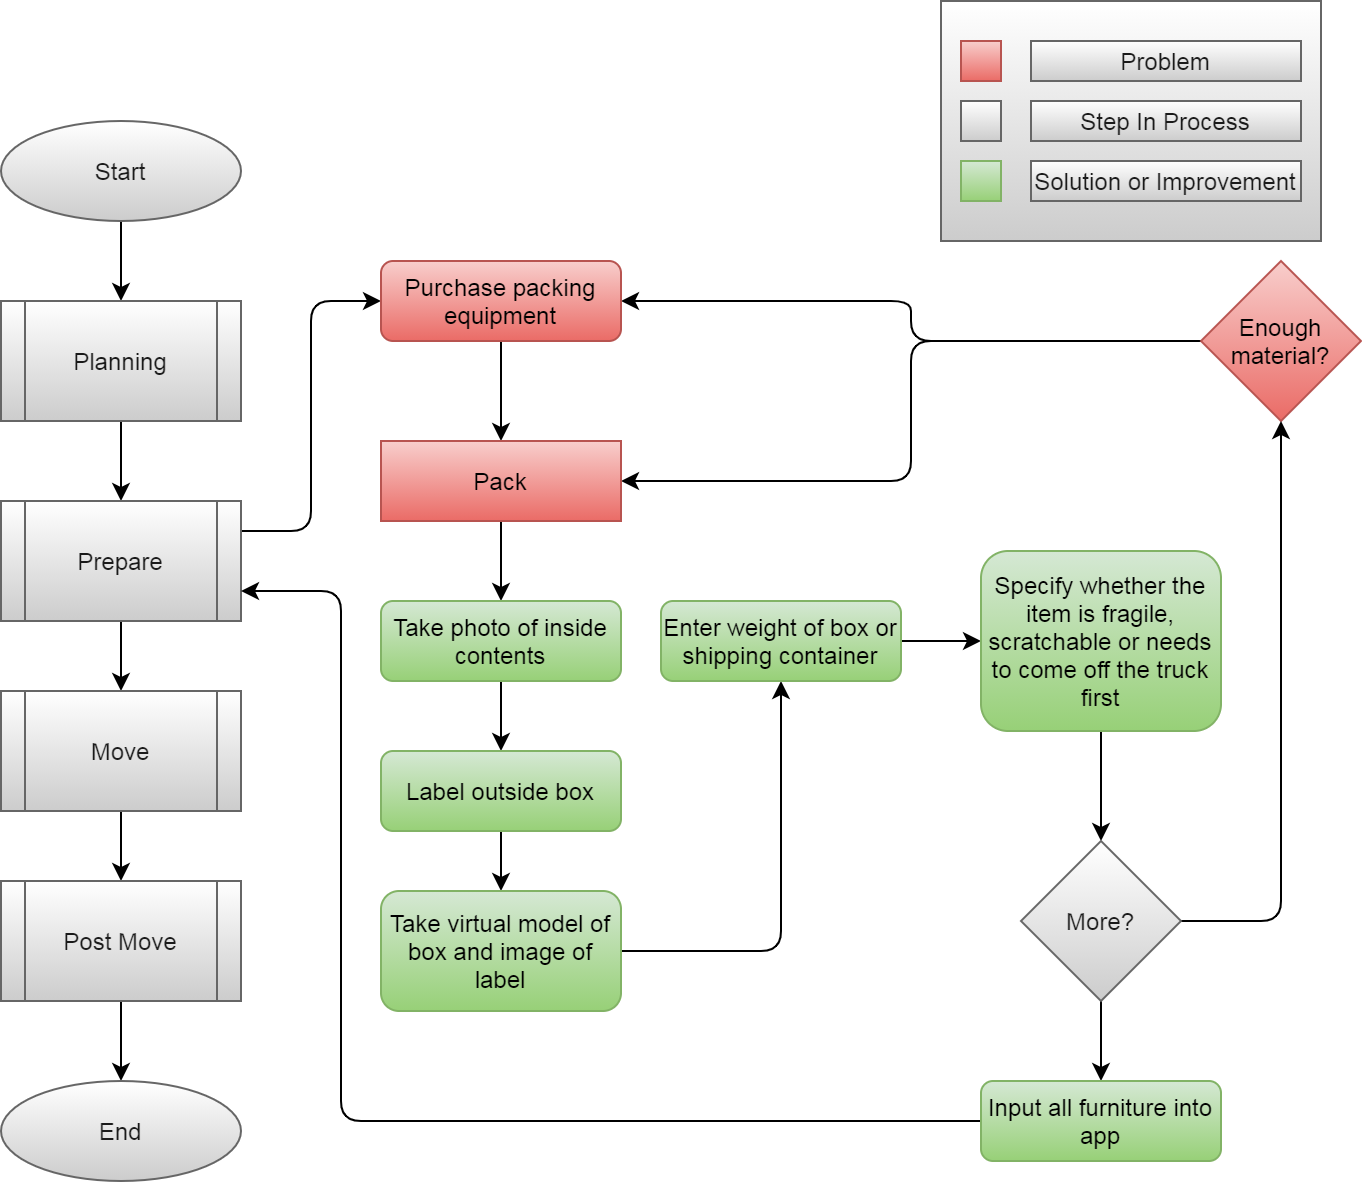 Problem
Step In Process
Solution or Improvement
Start
Planning
Prepare
Move
Post Move
End
Purchase packing
equipment
Pack
Take photo of inside
contents
Label outside box
Take virtual model of
box and image of
label
Enter weight of box or
shipping container
Specify whether the
item is fragile,
scratchable or needs
to come off the truck
first
More?
Enough
material?
Input all furniture into
app